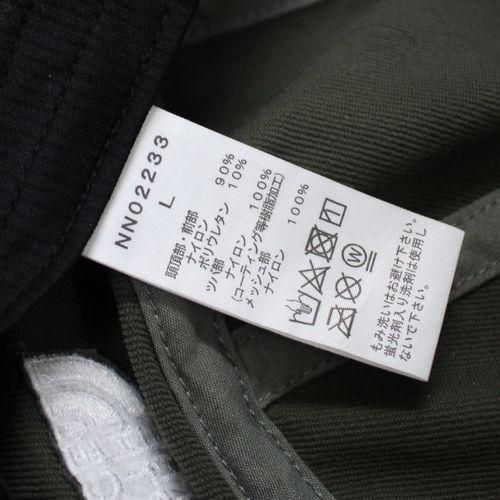 NN02233
L
頭頂部・前部
ナイロン 90%
ポリウレタン 10%
ツバ部
ナイロン 100%
(コーティング等樹脂加工)
メッシュ部
ナイロン 100%
W
もみ洗いはお避けください。
蛍光剤入り洗剤は使用し
ないで下さい。